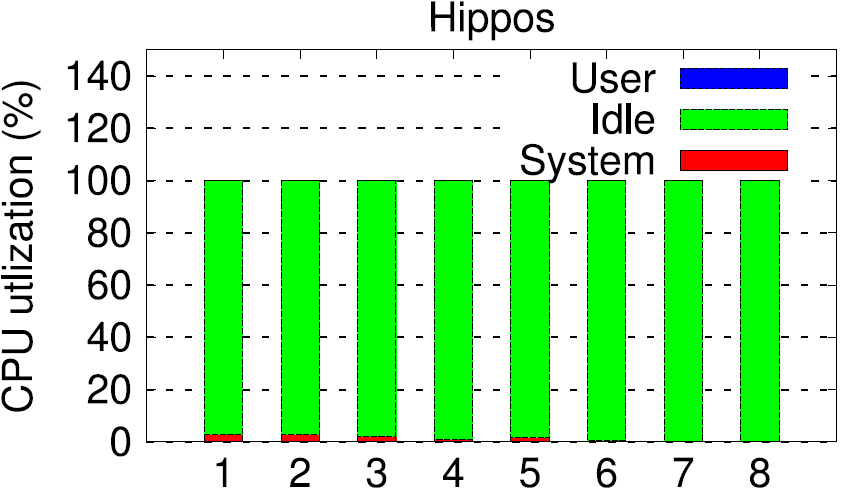 Hippos
CPU utlization (%)
140
120
100
80
60
40
20
0
User
Idle
System
1 2 3 4 5 6 7 8